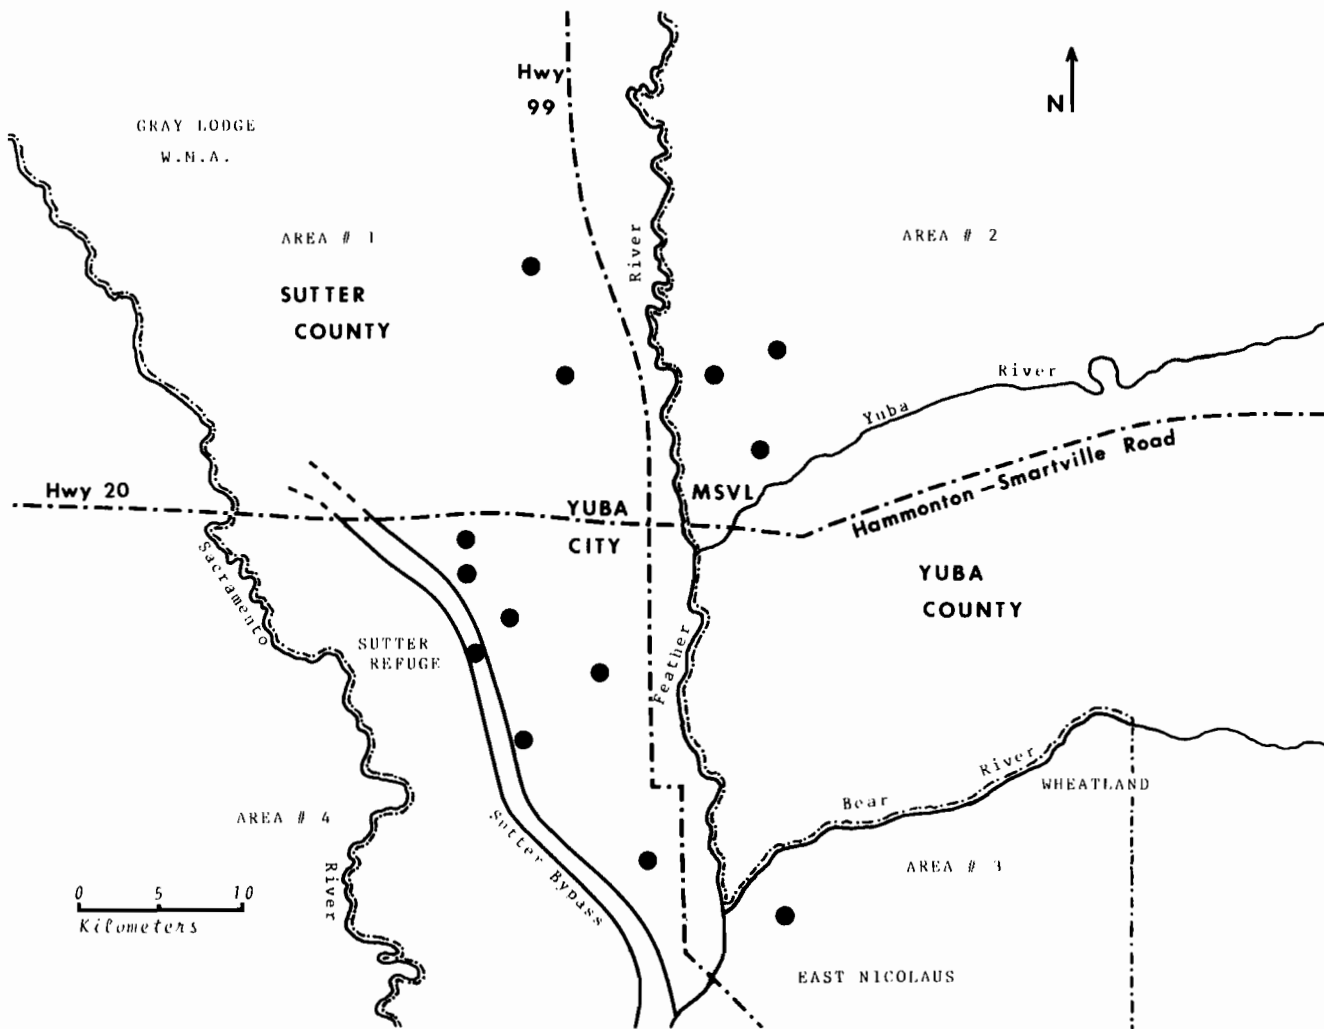 Hwy
99
N
GRAY LODGE
W.M.A.
AREA # 1
River
AREA # 2
SUTTER
COUNTY
River
Yuba
Hammonton – Smartville Road
Hwy 20
MSVL
YUBA
CITY
Sacramento
YUBA
COUNTY
SUTTER
REFUGE
Feather
River
Bear
WHEATLAND
AREA # 4
Sutter Bypass
AREA # 3
River
0 5 10
Kilometers
EAST NICOLAUS